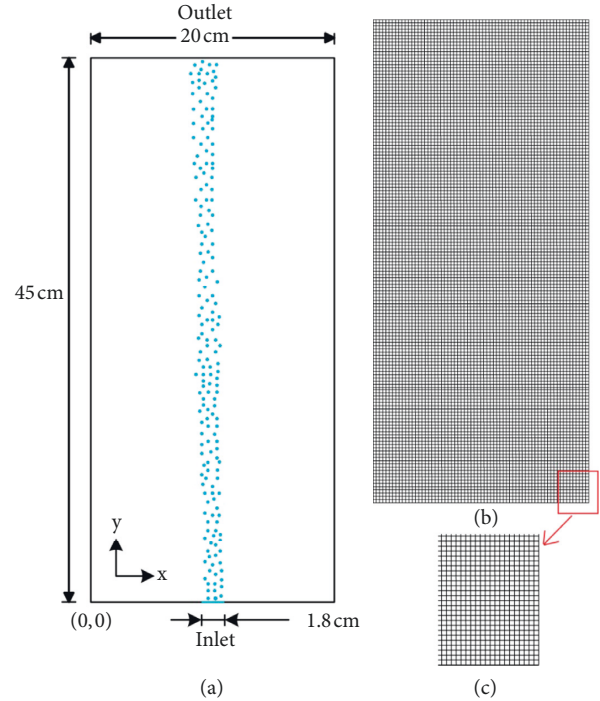 Outlet
20 cm
45 cm
y
x
(0, 0)
1.8 cm
Inlet
(a)
(b)
(c)